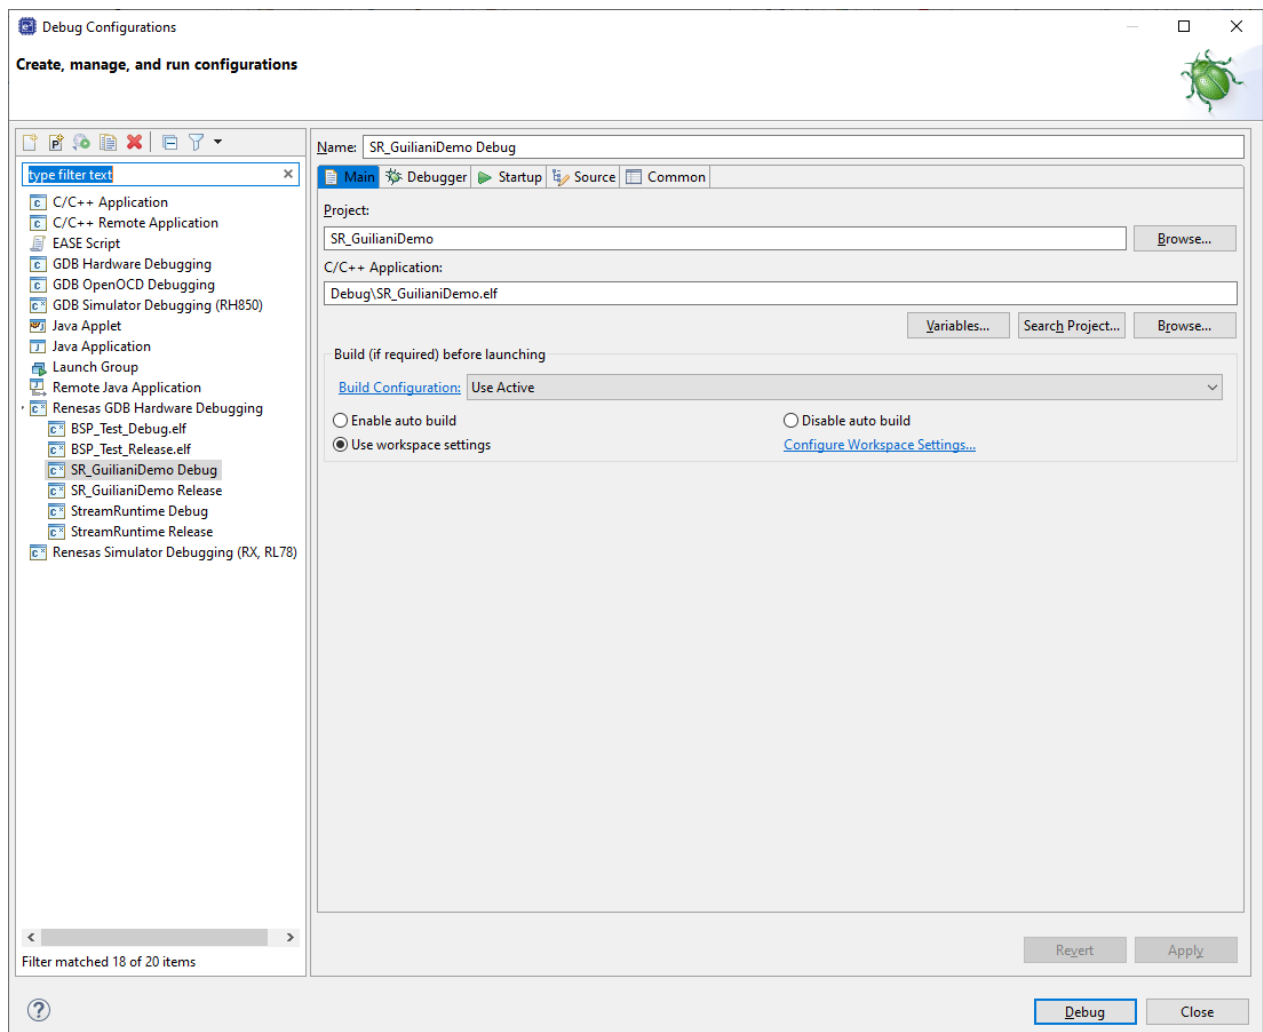 Debug Configurations
Create, manage, and run configurations
type filter text
C/C++ Application
C/C++ Remote Application
EASE Script
GDB Hardware Debugging
GDB OpenOCD Debugging
GDB Simulator Debugging (RH850)
Java Applet
Java Application
Launch Group
Remote Java Application
Renesas GDB Hardware Debugging
BSP_Test_Debug.elf
BSP_Test_Release.elf
SR_GuilianiDemo Debug
SR_GuilianiDemo Release
StreamRuntime Debug
StreamRuntime Release
Renesas Simulator Debugging (RX, RL78)
Filter matched 18 of 20 items
Name: SR_GuilianiDemo Debug
Main Debugger Startup Source Common
Project:
SR_GuilianiDemo Browse...
C/C++ Application:
Debug\SR_GuilianiDemo.elf
Variables... Search Project... Browse...
Build (if required) before launching
Build Configuration: Use Active
Enable auto build Disable auto build
Use workspace settings Configure Workspace Settings...
Revert Apply
Debug Close